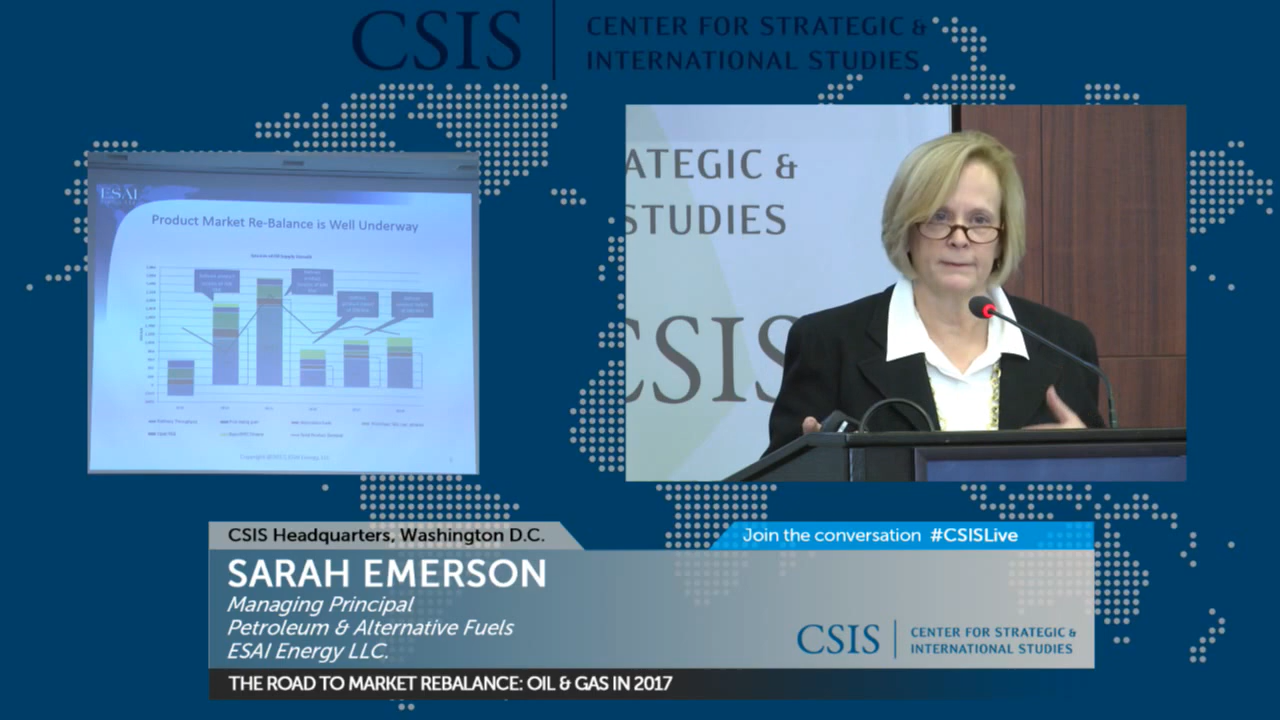 CSIS
CENTER FOR STRATEGIC &
INTERNATIONAL STUDIES
ESAI
Product Market Re-Balance is Well Underway
ATEGIC &
STUDIES
CSIS
CSIS Headquarters, Washington D.C.
Join the conversation #CSISLive
SARAH EMERSON
Managing Principal
Petroleum & Alternative Fuels
ESAI Energy LLC.
CSIS
CENTER FOR STRATEGIC &
INTERNATIONAL STUDIES
THE ROAD TO MARKET REBALANCE: OIL & GAS IN 2017